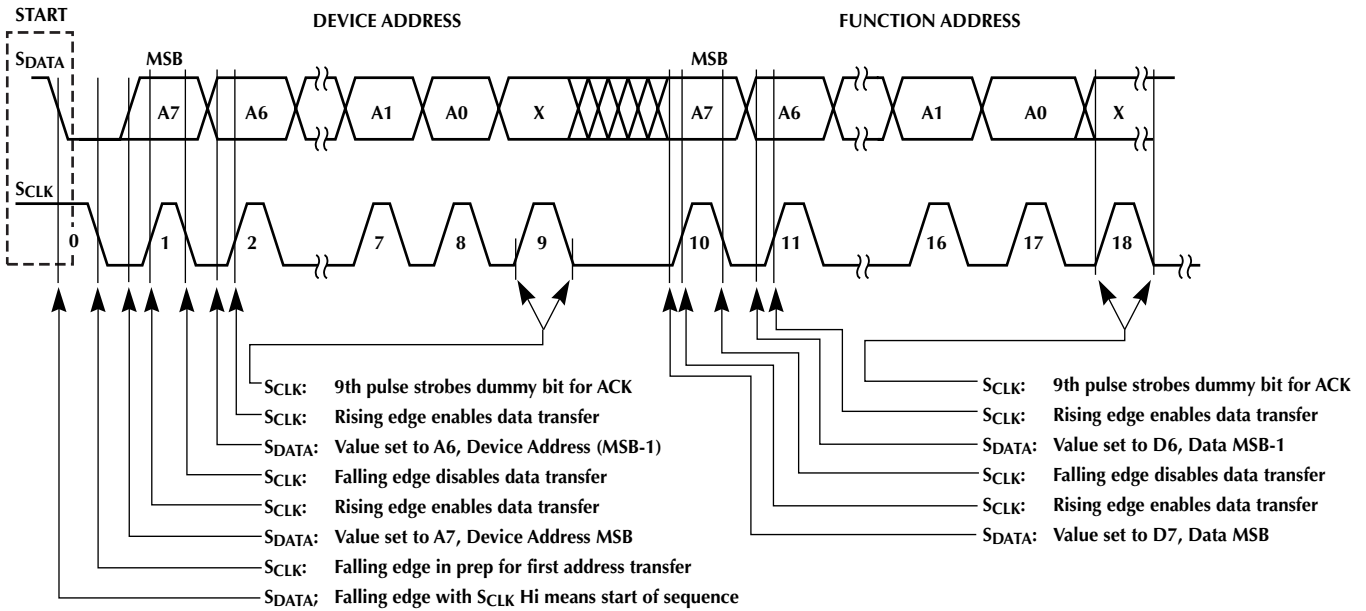 START
DEVICE ADDRESS
FUNCTION ADDRESS
SDATA
MSB
MSB
A7 A6 A1 A0 X A7 A6 A1 A0 X
SCLK
0 1 2 7 8 9 10 11 16 17 18
SCLK: 9th pulse strobes dummy bit for ACK
SCLK: Rising edge enables data transfer
SDATA: Value set to A6, Device Address (MSB-1)
SCLK: Falling edge disables data transfer
SCLK: Rising edge enables data transfer
SDATA: Value set to A7, Device Address MSB
SCLK: Falling edge in prep for first address transfer
SDATA; Falling edge with SCLK Hi means start of sequence
SCLK: 9th pulse strobes dummy bit for ACK
SCLK: Rising edge enables data transfer
SDATA: Value set to D6, Data MSB-1
SCLK: Falling edge disables data transfer
SCLK: Rising edge enables data transfer
SDATA: Value set to D7, Data MSB